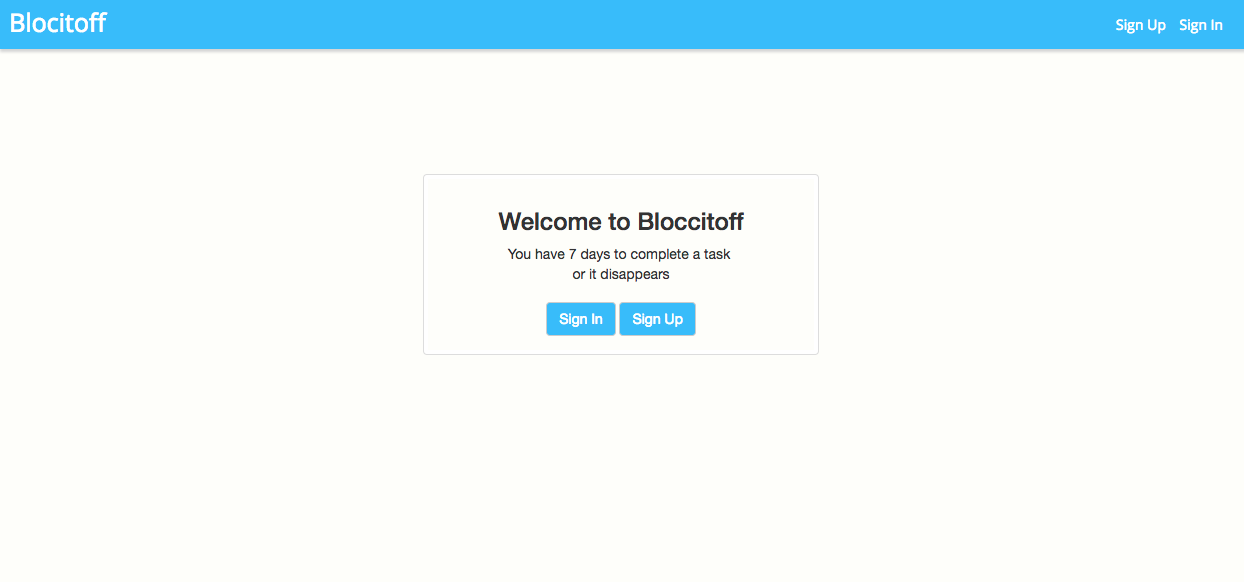 Blocitoff
Sign Up Sign In
Welcome to Bloccitoff
You have 7 days to complete a task
or it disappears
Sign In Sign Up